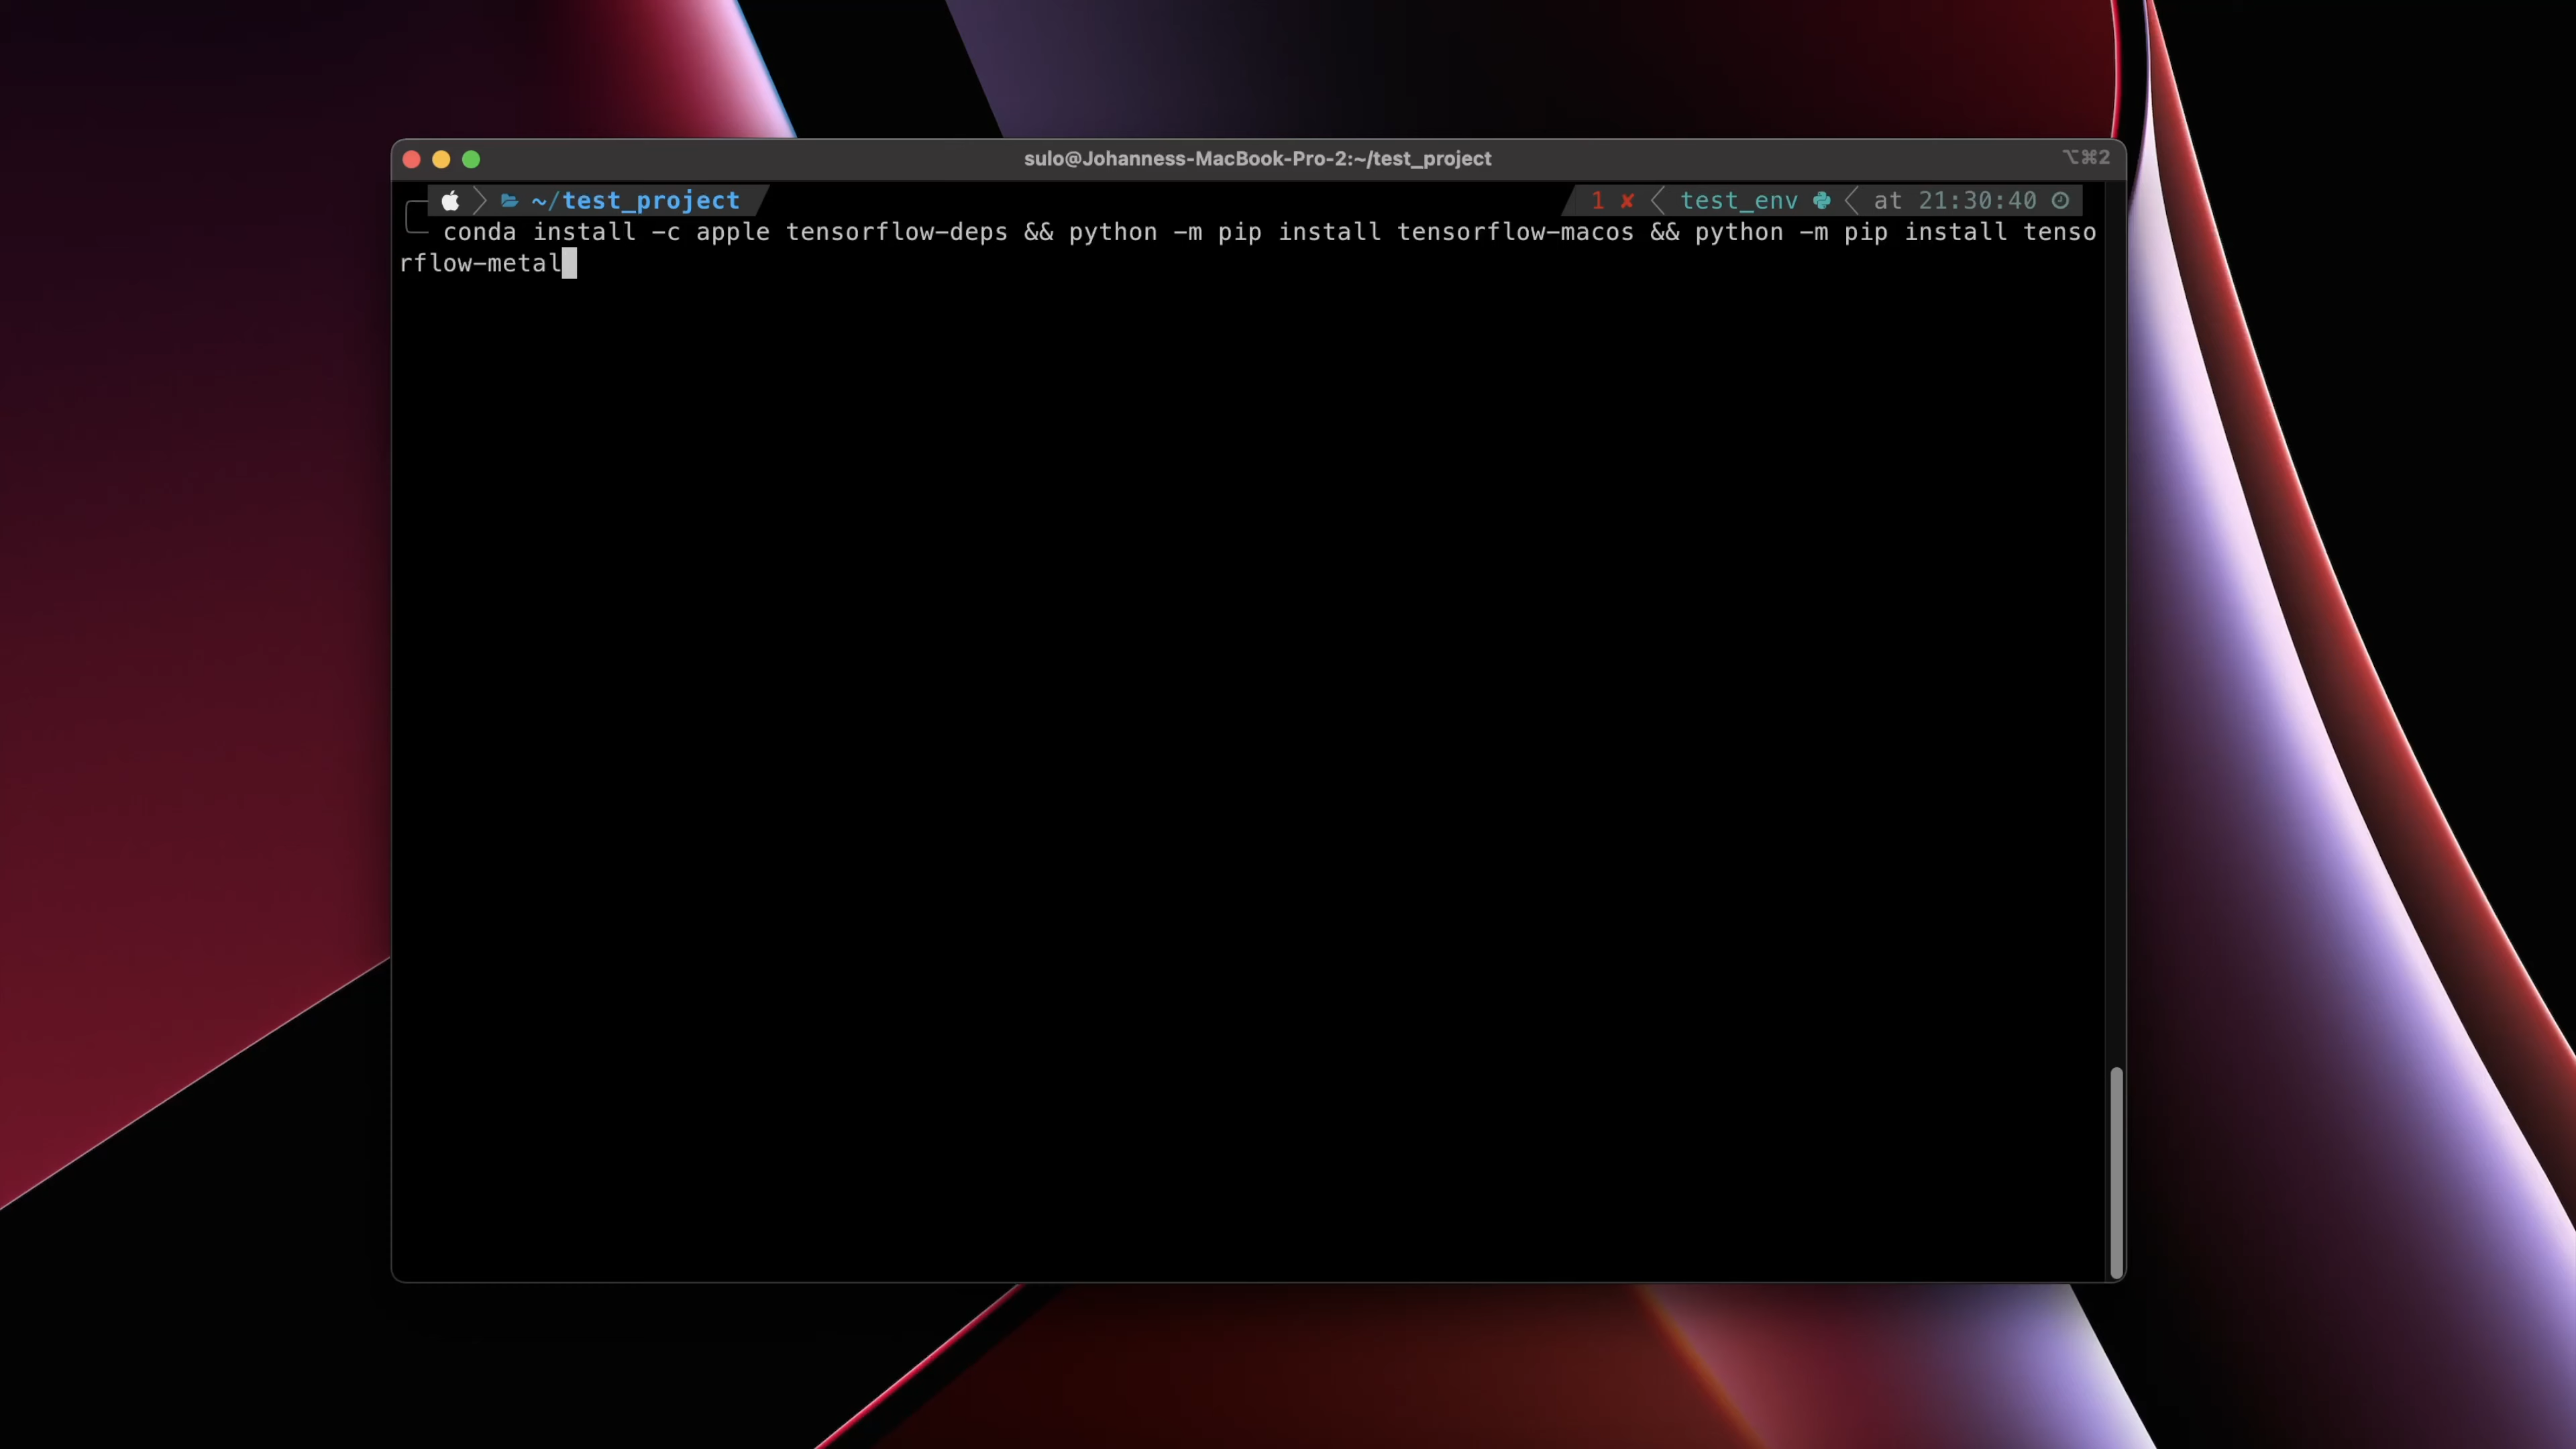 sulo@Johanness-MacBook-Pro-2:~/test_project
⌥⌘2
~/test_project
1 ✘ test_env at 21:30:40
conda install -c apple tensorflow-deps && python -m pip install tensorflow-macos && python -m pip install tenso
rflow-metal